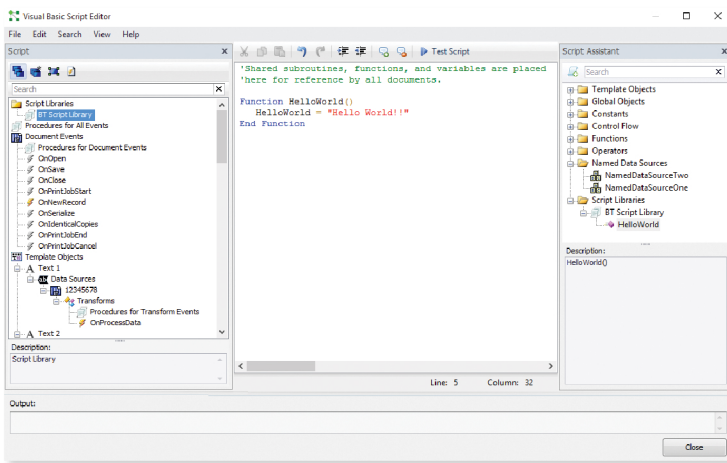 Visual Basic Script Editor
File Edit Search View Help
Script
Search
Script Libraries
BT Script Library
Procedures for All Events
Document Events
Procedures for Document Events
OnOpen
OnSave
OnClose
OnPrintJobStart
OnNewRecord
OnSerialize
OnIdenticalCopies
OnPrintJobEnd
OnPrintJobCancel
Template Objects
Text 1
Data Sources
12345678
Transforms
Procedures for Transform Events
OnProcessData
Text 2
Description:
Script Library
Test Script
'Shared subroutines, functions, and variables are placed
'here for reference by all documents.
Function HelloWorld()
HelloWorld = "Hello World!!"
End Function
Line: 5 Column: 32
Script Assistant
Search
Template Objects
Global Objects
Constants
Control Flow
Functions
Operators
Named Data Sources
NamedDataSourceTwo
NamedDataSourceOne
Script Libraries
BT Script Library
HelloWorld
Description:
HelloWorld()
Output:
Close